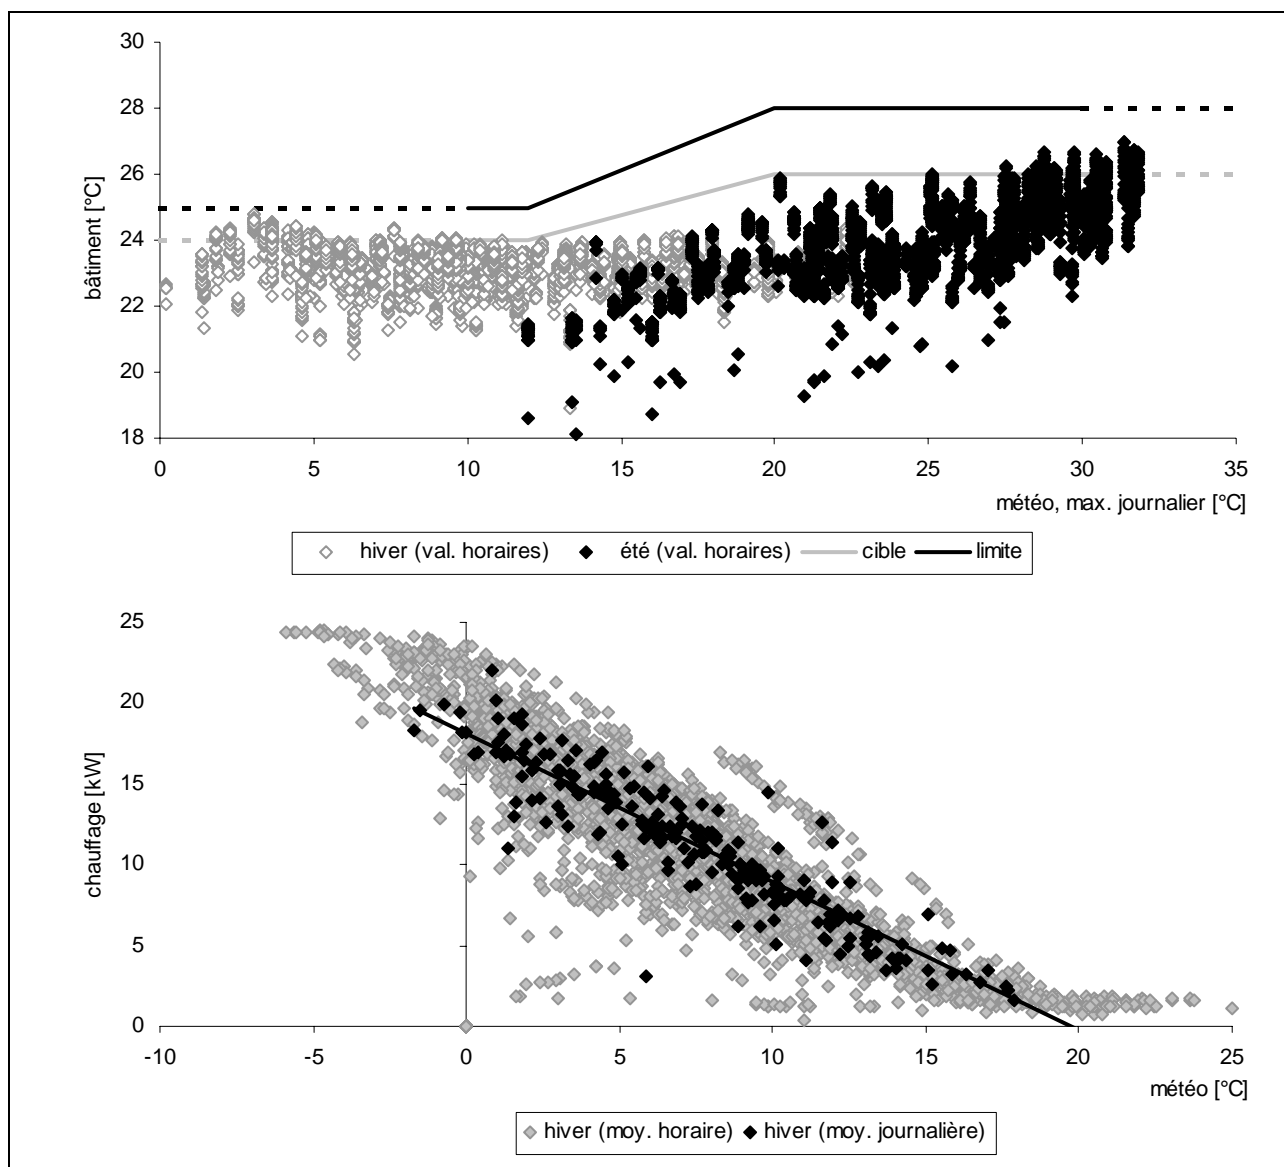 30
28
26
24
22
20
18
bâtiment [°C]
0 5 10 15 20 25 30 35
météo, max. journalier [°C]
hiver (val. horaires) été (val. horaires) cible limite
25
20
15
10
5
0
chauffage [kW]
-10 -5 0 5 10 15 20 25
météo [°C]
hiver (moy. horaire) hiver (moy. journalière)